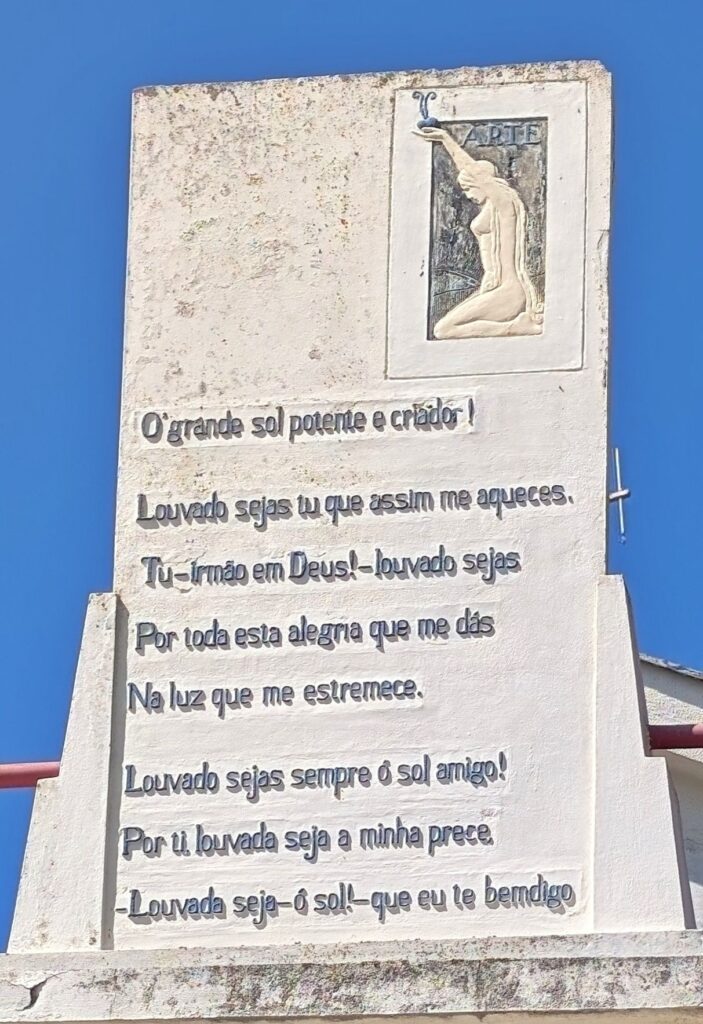 ARTE
O'grande sol potente e criador!
Louvado sejas tu que assim me aqueces.
Tu-irmão em Deus!-louvado sejas
Por toda esta alegria que me dás
Na luz que me estremece.
Louvado sejas sempre ó sol amigo!
Por ti, louvada seja a minha prece,
-Louvada seja-ó sol!-que eu te bemdigo